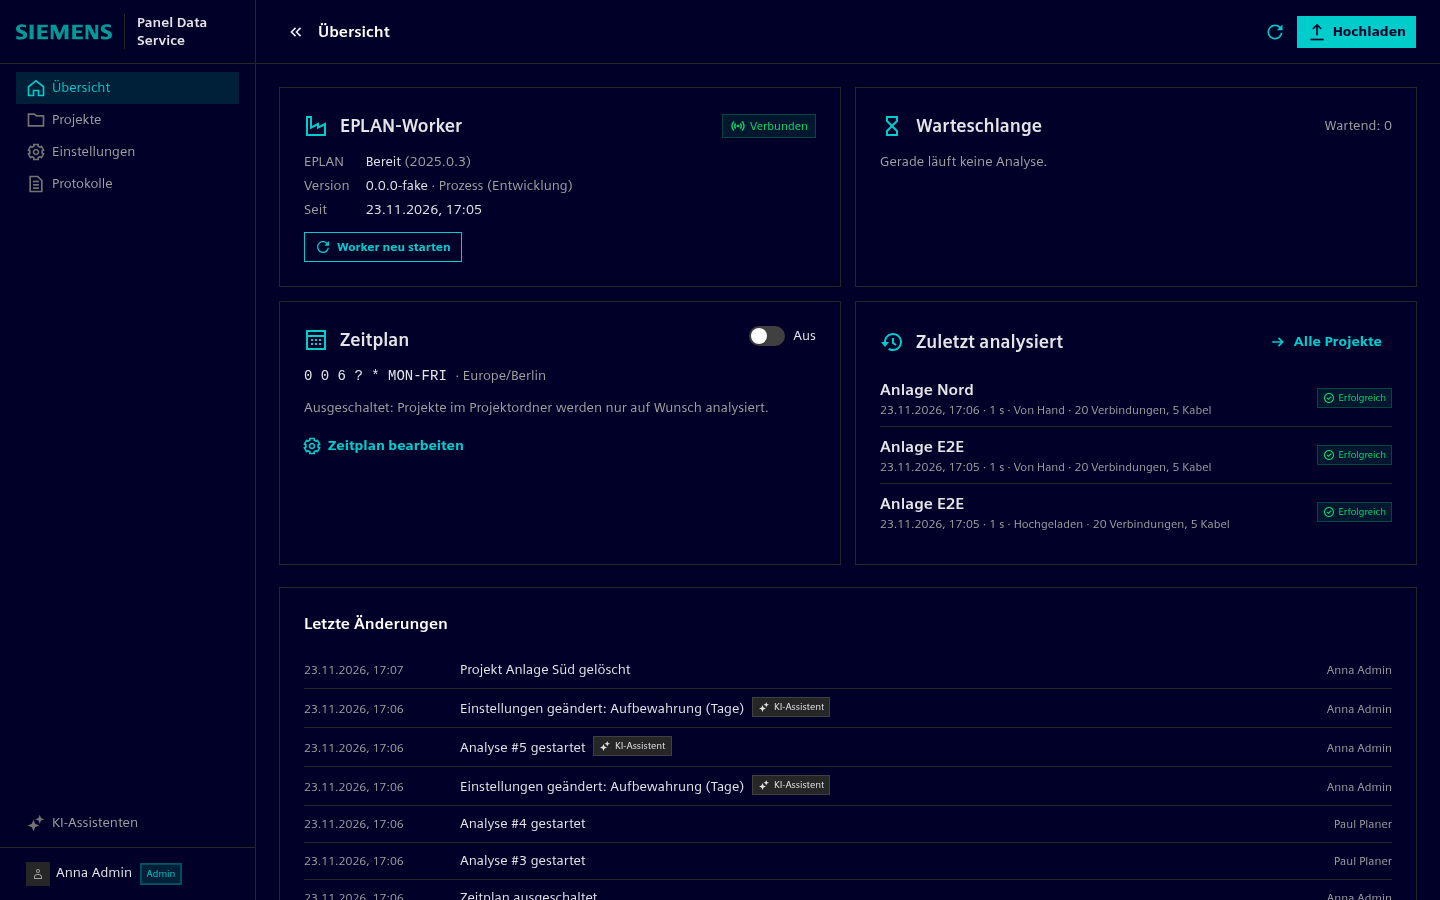 SIEMENS
Panel Data
Service
Übersicht
Hochladen
Übersicht
Projekte
Einstellungen
Protokolle
EPLAN-Worker
Verbunden
EPLAN Bereit (2025.0.3)
Version 0.0.0-fake · Prozess (Entwicklung)
Seit 23.11.2026, 17:05
Worker neu starten
Warteschlange
Wartend: 0
Gerade läuft keine Analyse.
Zeitplan
Aus
0 0 6 ? * MON-FRI · Europe/Berlin
Ausgeschaltet: Projekte im Projektordner werden nur auf Wunsch analysiert.
Zeitplan bearbeiten
Zuletzt analysiert
Alle Projekte
Anlage Nord
23.11.2026, 17:06 · 1 s · Von Hand · 20 Verbindungen, 5 Kabel
Erfolgreich
Anlage E2E
23.11.2026, 17:05 · 1 s · Von Hand · 20 Verbindungen, 5 Kabel
Erfolgreich
Anlage E2E
23.11.2026, 17:05 · 1 s · Hochgeladen · 20 Verbindungen, 5 Kabel
Erfolgreich
Letzte Änderungen
23.11.2026, 17:07 Projekt Anlage Süd gelöscht Anna Admin
23.11.2026, 17:06 Einstellungen geändert: Aufbewahrung (Tage) KI-Assistent Anna Admin
23.11.2026, 17:06 Analyse #5 gestartet KI-Assistent Anna Admin
23.11.2026, 17:06 Einstellungen geändert: Aufbewahrung (Tage) KI-Assistent Anna Admin
23.11.2026, 17:06 Analyse #4 gestartet Paul Planer
23.11.2026, 17:06 Analyse #3 gestartet Paul Planer
23.11.2026, 17:06 Zeitplan ausgeschaltet Anna Admin
KI-Assistenten
Anna Admin Admin